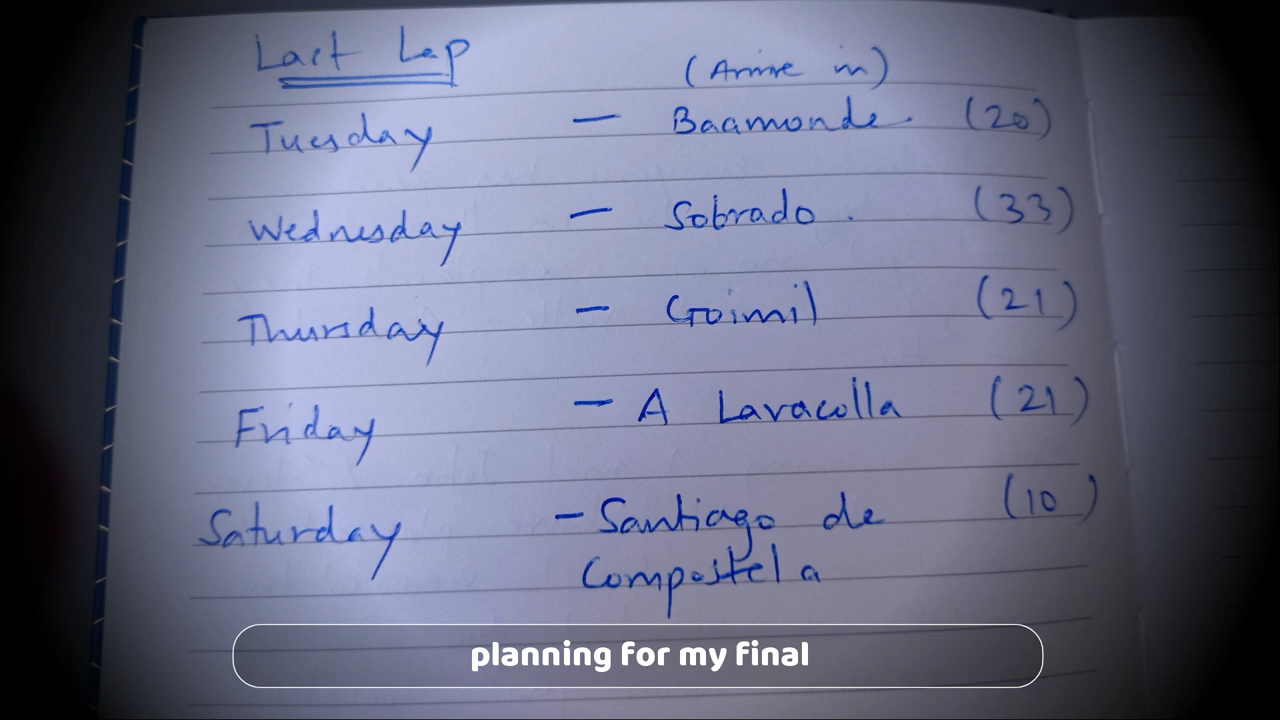 Last Lap
(Arrive in)
Tuesday — Baamonde. (20)
Wednesday — Sobrado. (33)
Thursday — Goimil (21)
Friday — A Lavacolla (21)
Saturday — Santiago de (10)
Compostela
planning for my final